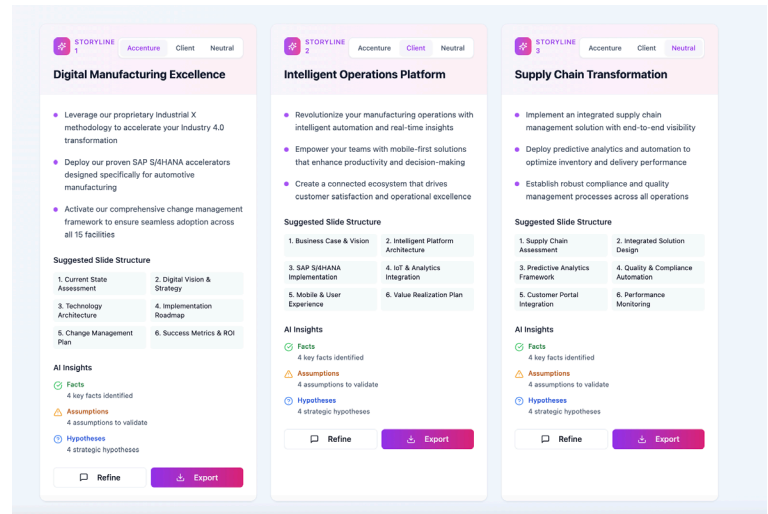 STORYLINE
1
Accenture Client Neutral
Digital Manufacturing Excellence
Leverage our proprietary Industrial X
methodology to accelerate your Industry 4.0
transformation
Deploy our proven SAP S/4HANA accelerators
designed specifically for automotive
manufacturing
Activate our comprehensive change management
framework to ensure seamless adoption across
all 15 facilities
Suggested Slide Structure
1. Current State
Assessment
2. Digital Vision &
Strategy
3. Technology
Architecture
4. Implementation
Roadmap
5. Change Management
Plan
6. Success Metrics & ROI
AI Insights
Facts
4 key facts identified
Assumptions
4 assumptions to validate
Hypotheses
4 strategic hypotheses
Refine
Export
STORYLINE
2
Accenture Client Neutral
Intelligent Operations Platform
Revolutionize your manufacturing operations with
intelligent automation and real-time insights
Empower your teams with mobile-first solutions
that enhance productivity and decision-making
Create a connected ecosystem that drives
customer satisfaction and operational excellence
Suggested Slide Structure
1. Business Case & Vision
2. Intelligent Platform
Architecture
3. SAP S/4HANA
Implementation
4. IoT & Analytics
Integration
5. Mobile & User
Experience
6. Value Realization Plan
AI Insights
Facts
4 key facts identified
Assumptions
4 assumptions to validate
Hypotheses
4 strategic hypotheses
Refine
Export
STORYLINE
3
Accenture Client Neutral
Supply Chain Transformation
Implement an integrated supply chain
management solution with end-to-end visibility
Deploy predictive analytics and automation to
optimize inventory and delivery performance
Establish robust compliance and quality
management processes across all operations
Suggested Slide Structure
1. Supply Chain
Assessment
2. Integrated Solution
Design
3. Predictive Analytics
Framework
4. Quality & Compliance
Automation
5. Customer Portal
Integration
6. Performance
Monitoring
AI Insights
Facts
4 key facts identified
Assumptions
4 assumptions to validate
Hypotheses
4 strategic hypotheses
Refine
Export